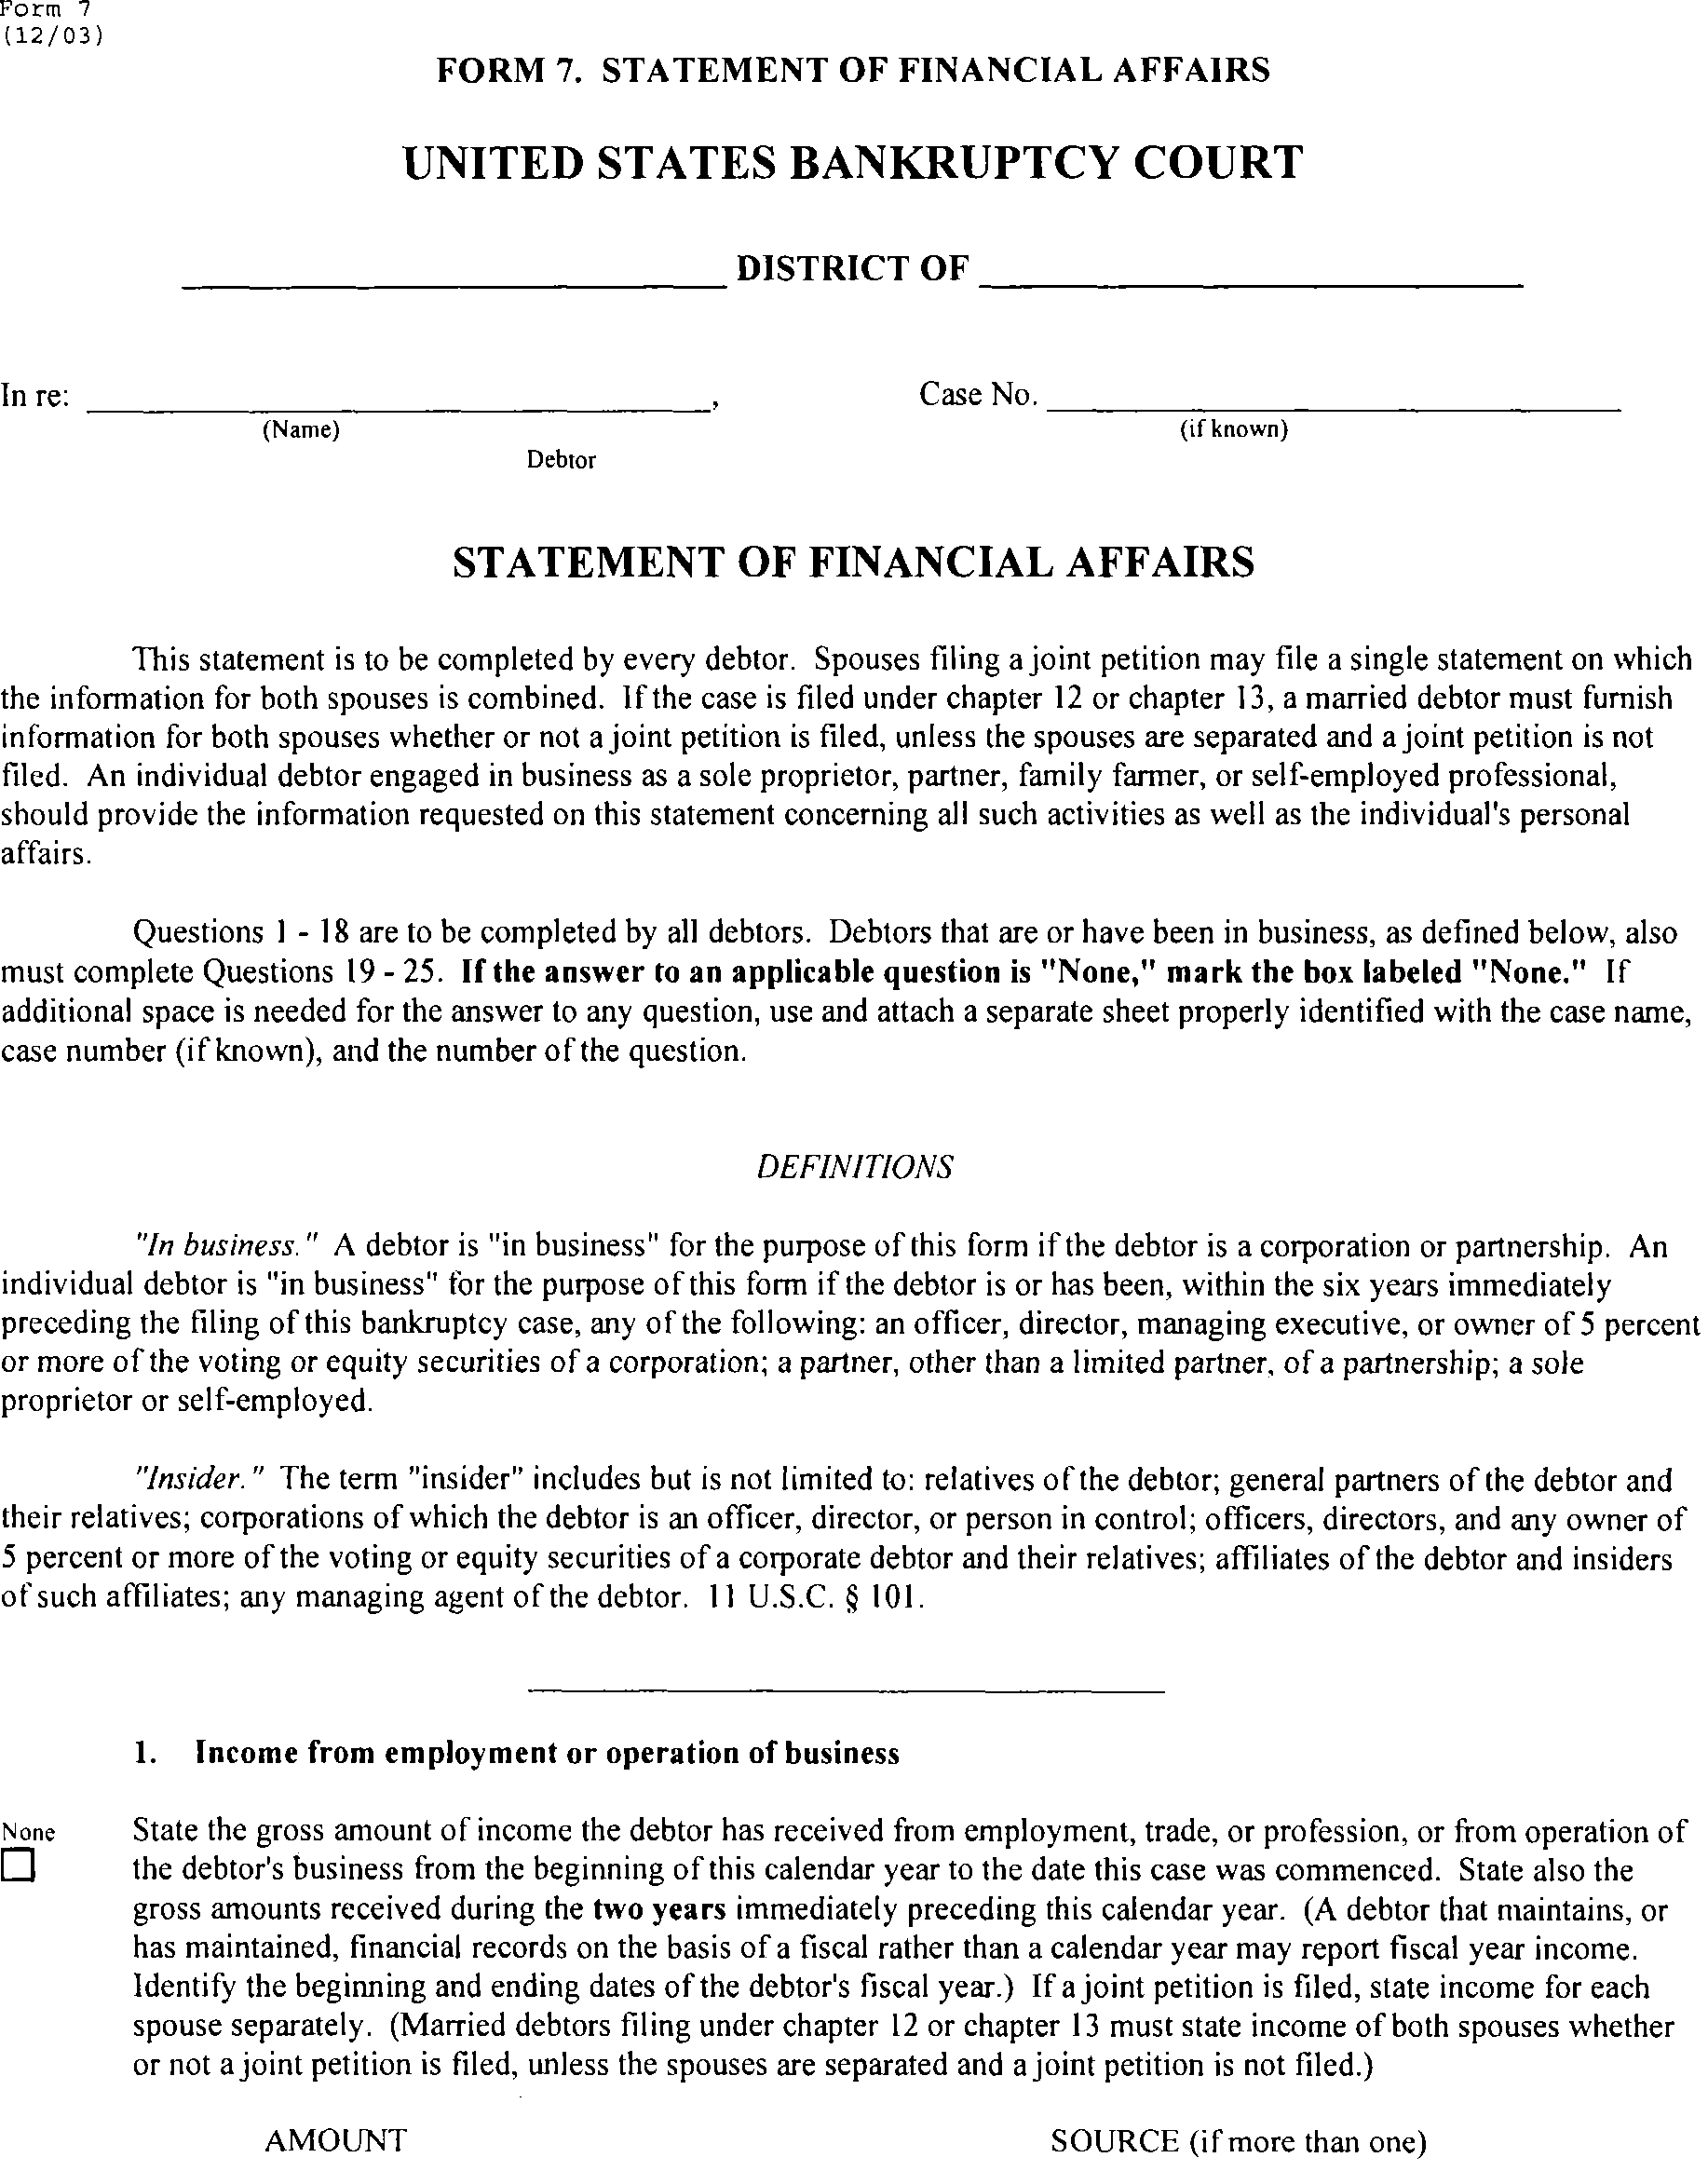 Form 7
(12/03)
FORM 7. STATEMENT OF FINANCIAL AFFAIRS
UNITED STATES BANKRUPTCY COURT
DISTRICT OF
In re: , Case No.
(Name) (if known)
Debtor
STATEMENT OF FINANCIAL AFFAIRS
This statement is to be completed by every debtor. Spouses filing a joint petition may file a single statement on which
the information for both spouses is combined. If the case is filed under chapter 12 or chapter 13, a married debtor must furnish
information for both spouses whether or not a joint petition is filed, unless the spouses are separated and a joint petition is not
filed. An individual debtor engaged in business as a sole proprietor, partner, family farmer, or self-employed professional,
should provide the information requested on this statement concerning all such activities as well as the individual's personal
affairs.
Questions 1 - 18 are to be completed by all debtors. Debtors that are or have been in business, as defined below, also
must complete Questions 19 - 25. If the answer to an applicable question is "None," mark the box labeled "None." If
additional space is needed for the answer to any question, use and attach a separate sheet properly identified with the case name,
case number (if known), and the number of the question.
DEFINITIONS
"In business." A debtor is "in business" for the purpose of this form if the debtor is a corporation or partnership. An
individual debtor is "in business" for the purpose of this form if the debtor is or has been, within the six years immediately
preceding the filing of this bankruptcy case, any of the following: an officer, director, managing executive, or owner of 5 percent
or more of the voting or equity securities of a corporation; a partner, other than a limited partner, of a partnership; a sole
proprietor or self-employed.
"Insider." The term "insider" includes but is not limited to: relatives of the debtor; general partners of the debtor and
their relatives; corporations of which the debtor is an officer, director, or person in control; officers, directors, and any owner of
5 percent or more of the voting or equity securities of a corporate debtor and their relatives; affiliates of the debtor and insiders
of such affiliates; any managing agent of the debtor. 11 U.S.C. § 101.
1. Income from employment or operation of business
None State the gross amount of income the debtor has received from employment, trade, or profession, or from operation of
the debtor's business from the beginning of this calendar year to the date this case was commenced. State also the
gross amounts received during the two years immediately preceding this calendar year. (A debtor that maintains, or
has maintained, financial records on the basis of a fiscal rather than a calendar year may report fiscal year income.
Identify the beginning and ending dates of the debtor's fiscal year.) If a joint petition is filed, state income for each
spouse separately. (Married debtors filing under chapter 12 or chapter 13 must state income of both spouses whether
or not a joint petition is filed, unless the spouses are separated and a joint petition is not filed.)
AMOUNT SOURCE (if more than one)